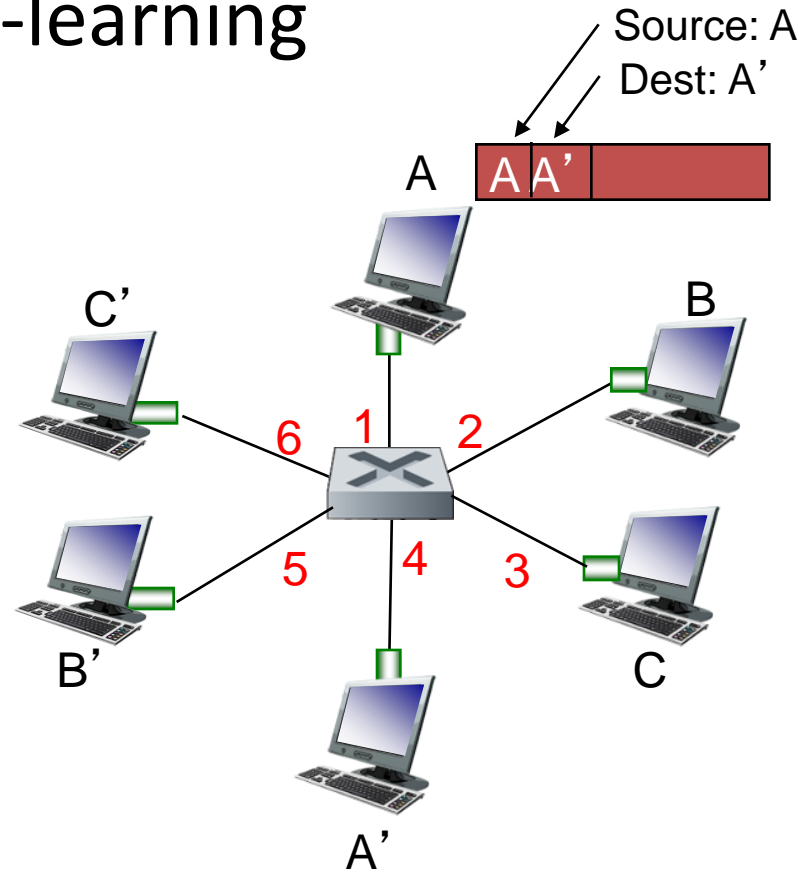 -learning
Source: A
Dest: A’
A A’
A
C’
B
6
1
2
5
4
3
B’
C
A’